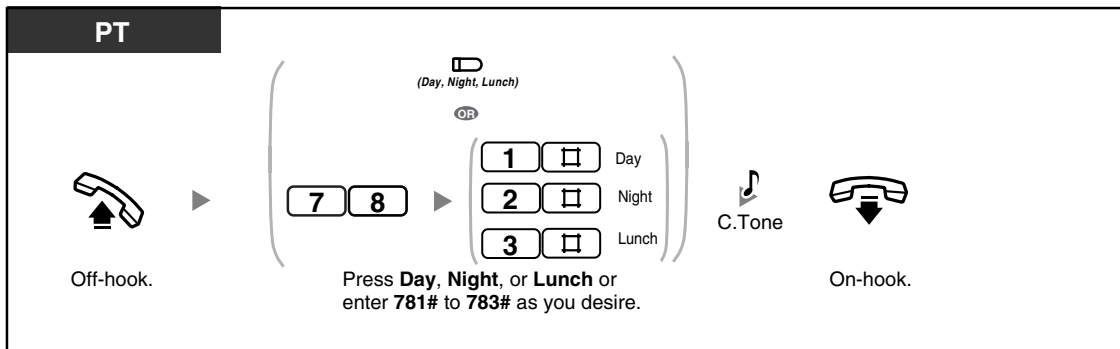 PT
(Day, Night, Lunch)
OR
1 # Day
7 8 2 # Night
3 # Lunch
C.Tone
Off-hook.
Press Day, Night, or Lunch or
enter 781# to 783# as you desire.
On-hook.